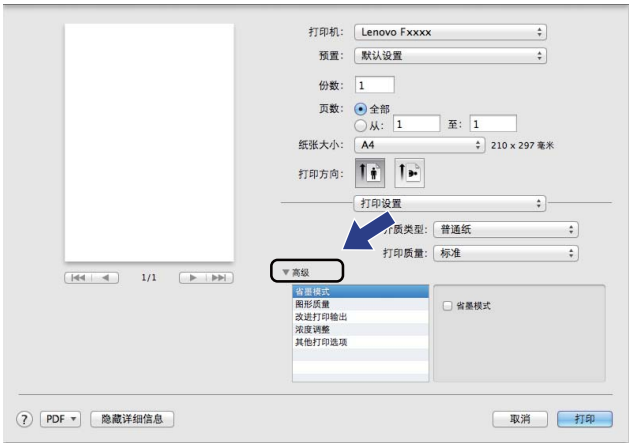 打印机: Lenovo Fxxxx
预置: 默认设置
份数: 1
页数: 全部
从: 1 至: 1
纸张大小: A4 210 x 297 毫米
打印方向:
打印设置
介质类型: 普通纸
打印质量: 标准
1/1
高级
省墨模式
图形质量
改进打印输出
浓度调整
其他打印选项
省墨模式
? PDF 隐藏详细信息 取消 打印